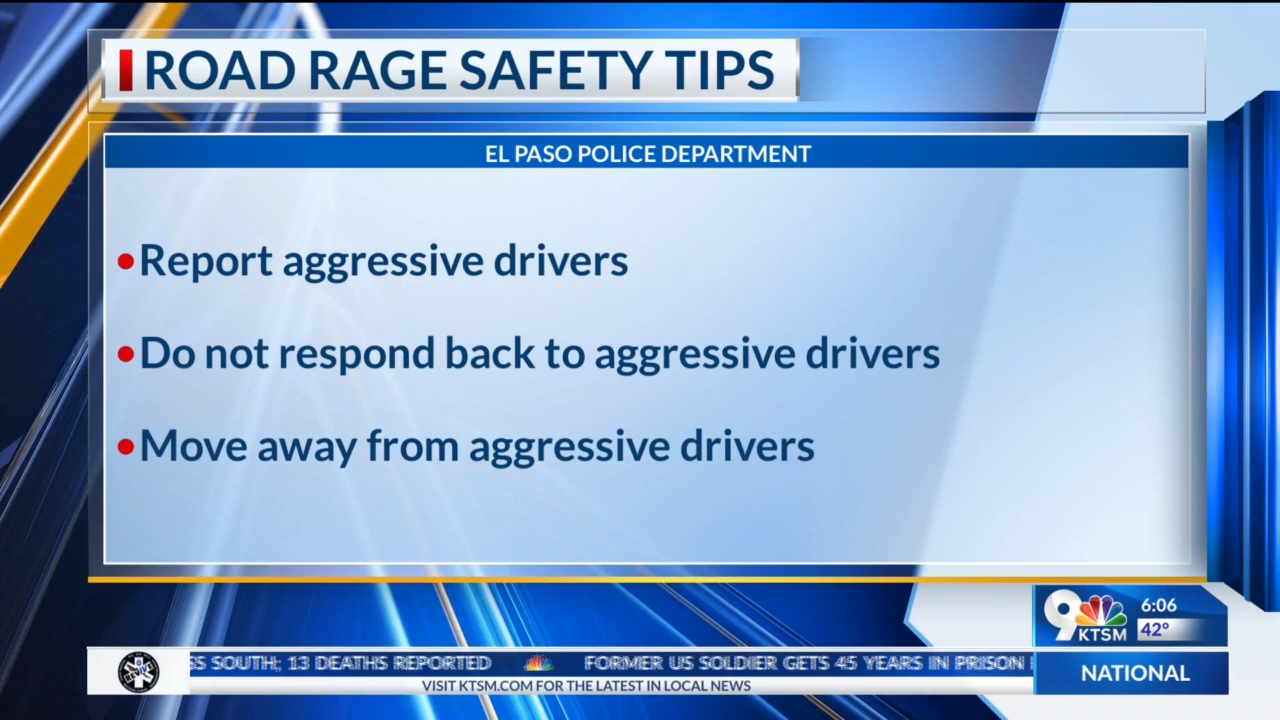 ROAD RAGE SAFETY TIPS
EL PASO POLICE DEPARTMENT
•Report aggressive drivers
•Do not respond back to aggressive drivers
•Move away from aggressive drivers
9 KTSM
6:06
42°
SS SOUTH; 13 DEATHS REPORTED
FORMER US SOLDIER GETS 45 YEARS IN PRISON
VISIT KTSM.COM FOR THE LATEST IN LOCAL NEWS
NATIONAL